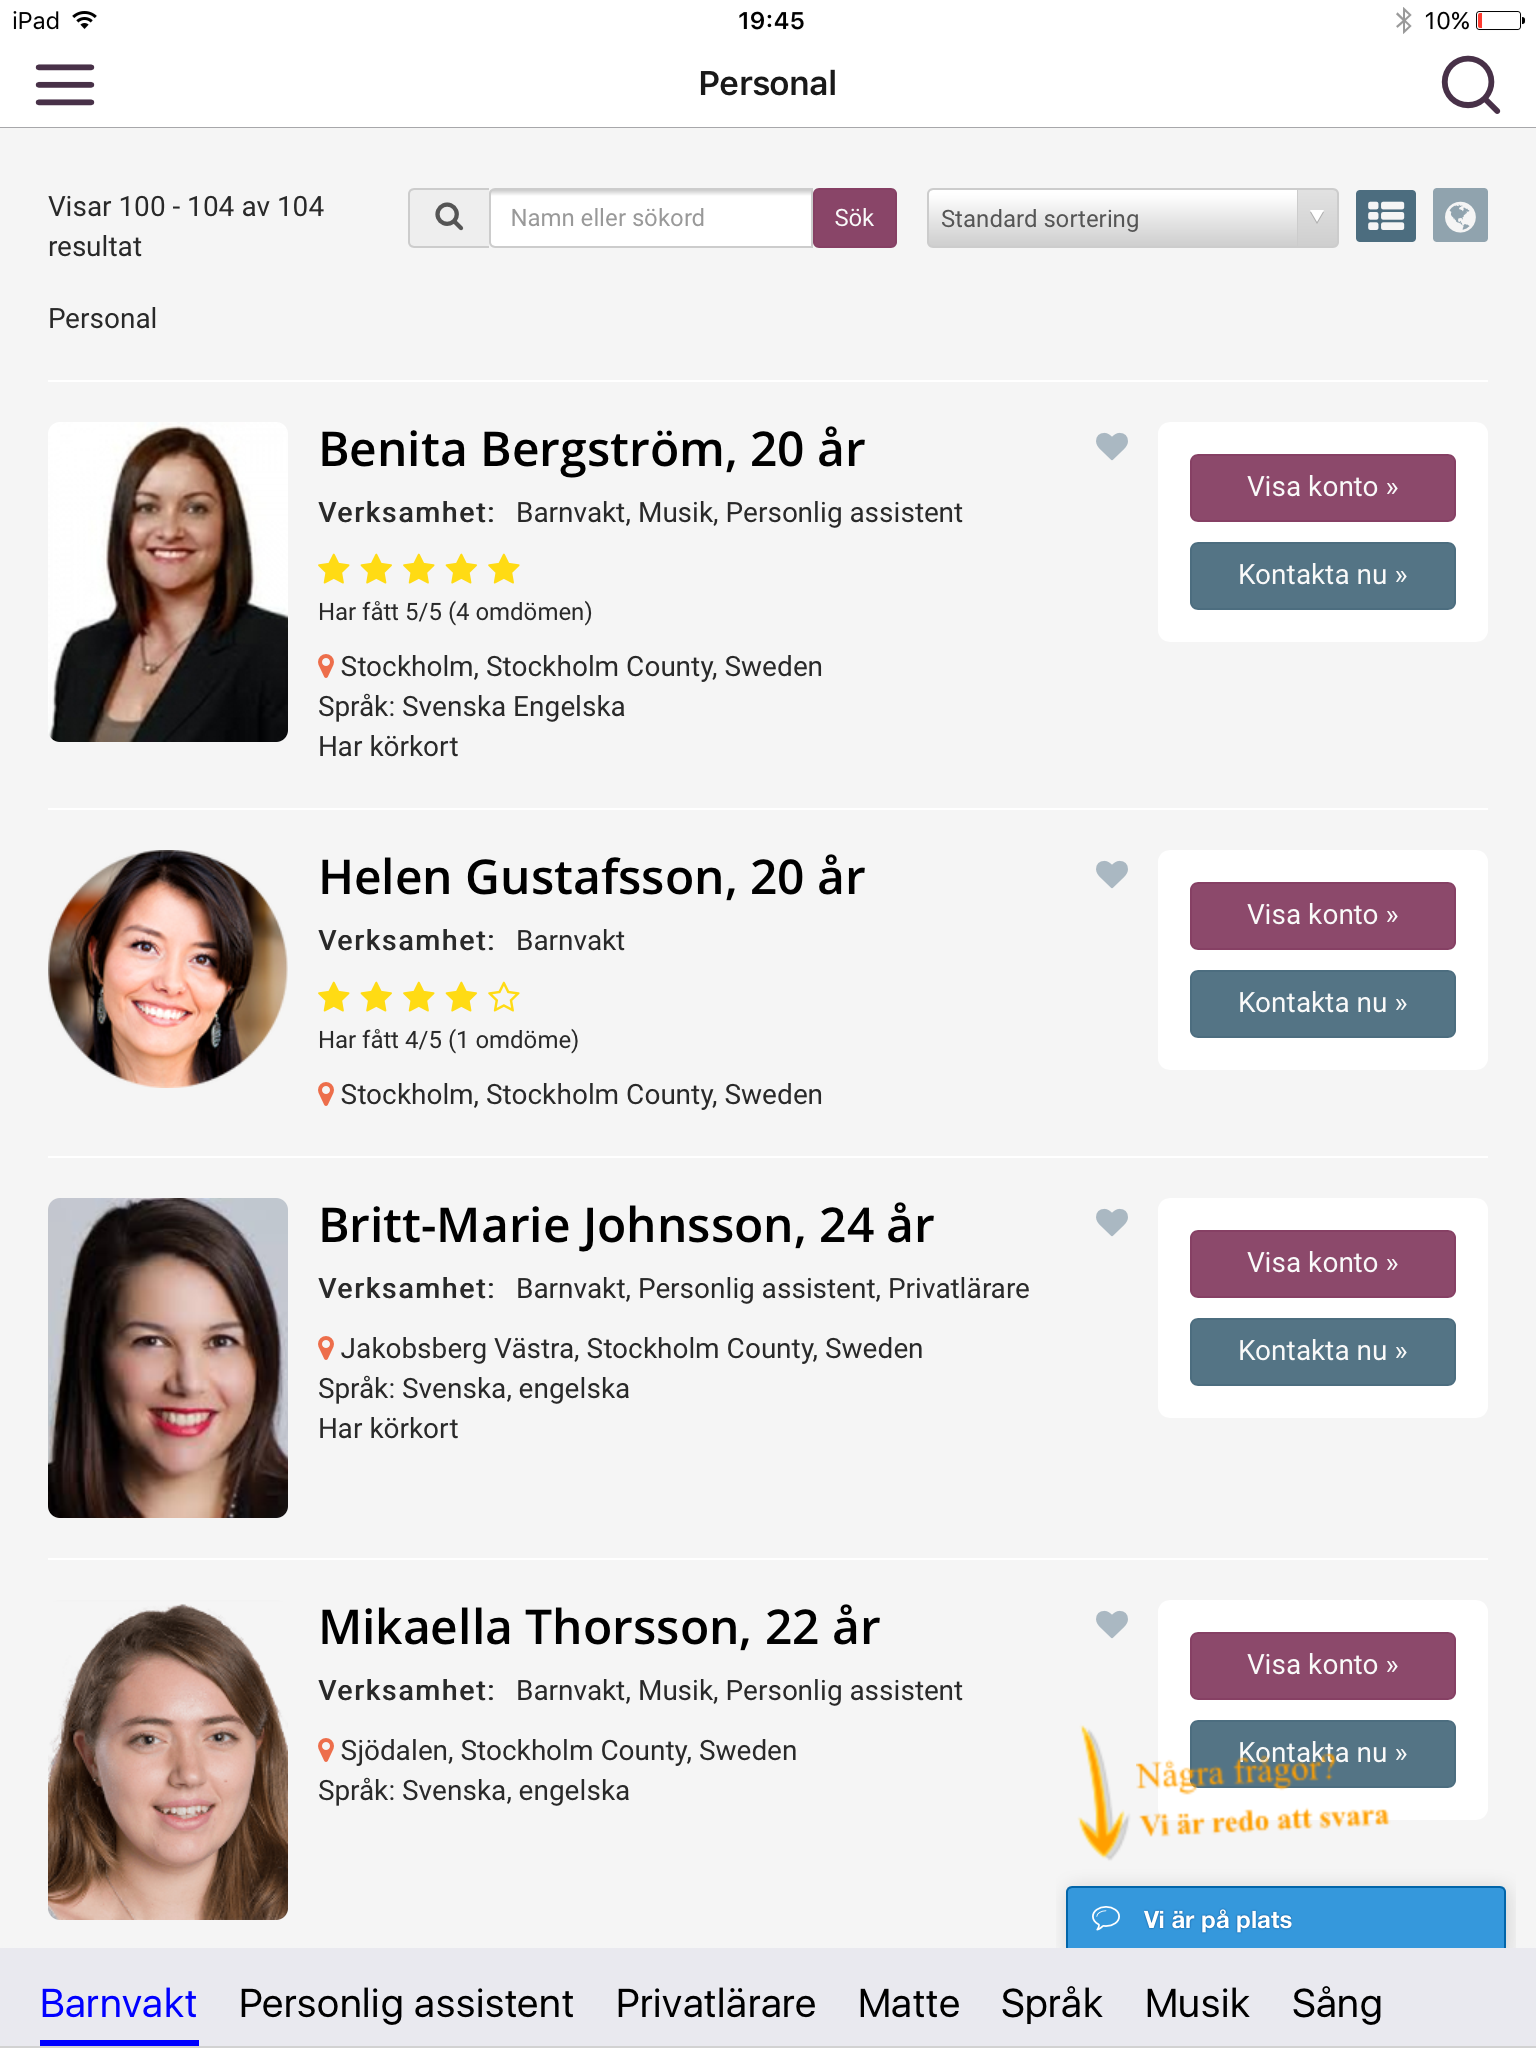 iPad 19:45 10%
Personal
Visar 100 - 104 av 104
resultat
Namn eller sökord
Sök
Standard sortering
Personal
Benita Bergström, 20 år
Verksamhet: Barnvakt, Musik, Personlig assistent
Har fått 5/5 (4 omdömen)
Stockholm, Stockholm County, Sweden
Språk: Svenska Engelska
Har körkort
Visa konto »
Kontakta nu »
Helen Gustafsson, 20 år
Verksamhet: Barnvakt
Har fått 4/5 (1 omdöme)
Stockholm, Stockholm County, Sweden
Visa konto »
Kontakta nu »
Britt-Marie Johnsson, 24 år
Verksamhet: Barnvakt, Personlig assistent, Privatlärare
Jakobsberg Västra, Stockholm County, Sweden
Språk: Svenska, engelska
Har körkort
Visa konto »
Kontakta nu »
Mikaella Thorsson, 22 år
Verksamhet: Barnvakt, Musik, Personlig assistent
Sjödalen, Stockholm County, Sweden
Språk: Svenska, engelska
Visa konto »
Kontakta nu »
Några frågor?
Vi är redo att svara
Vi är på plats
Barnvakt Personlig assistent Privatlärare Matte Språk Musik Sång